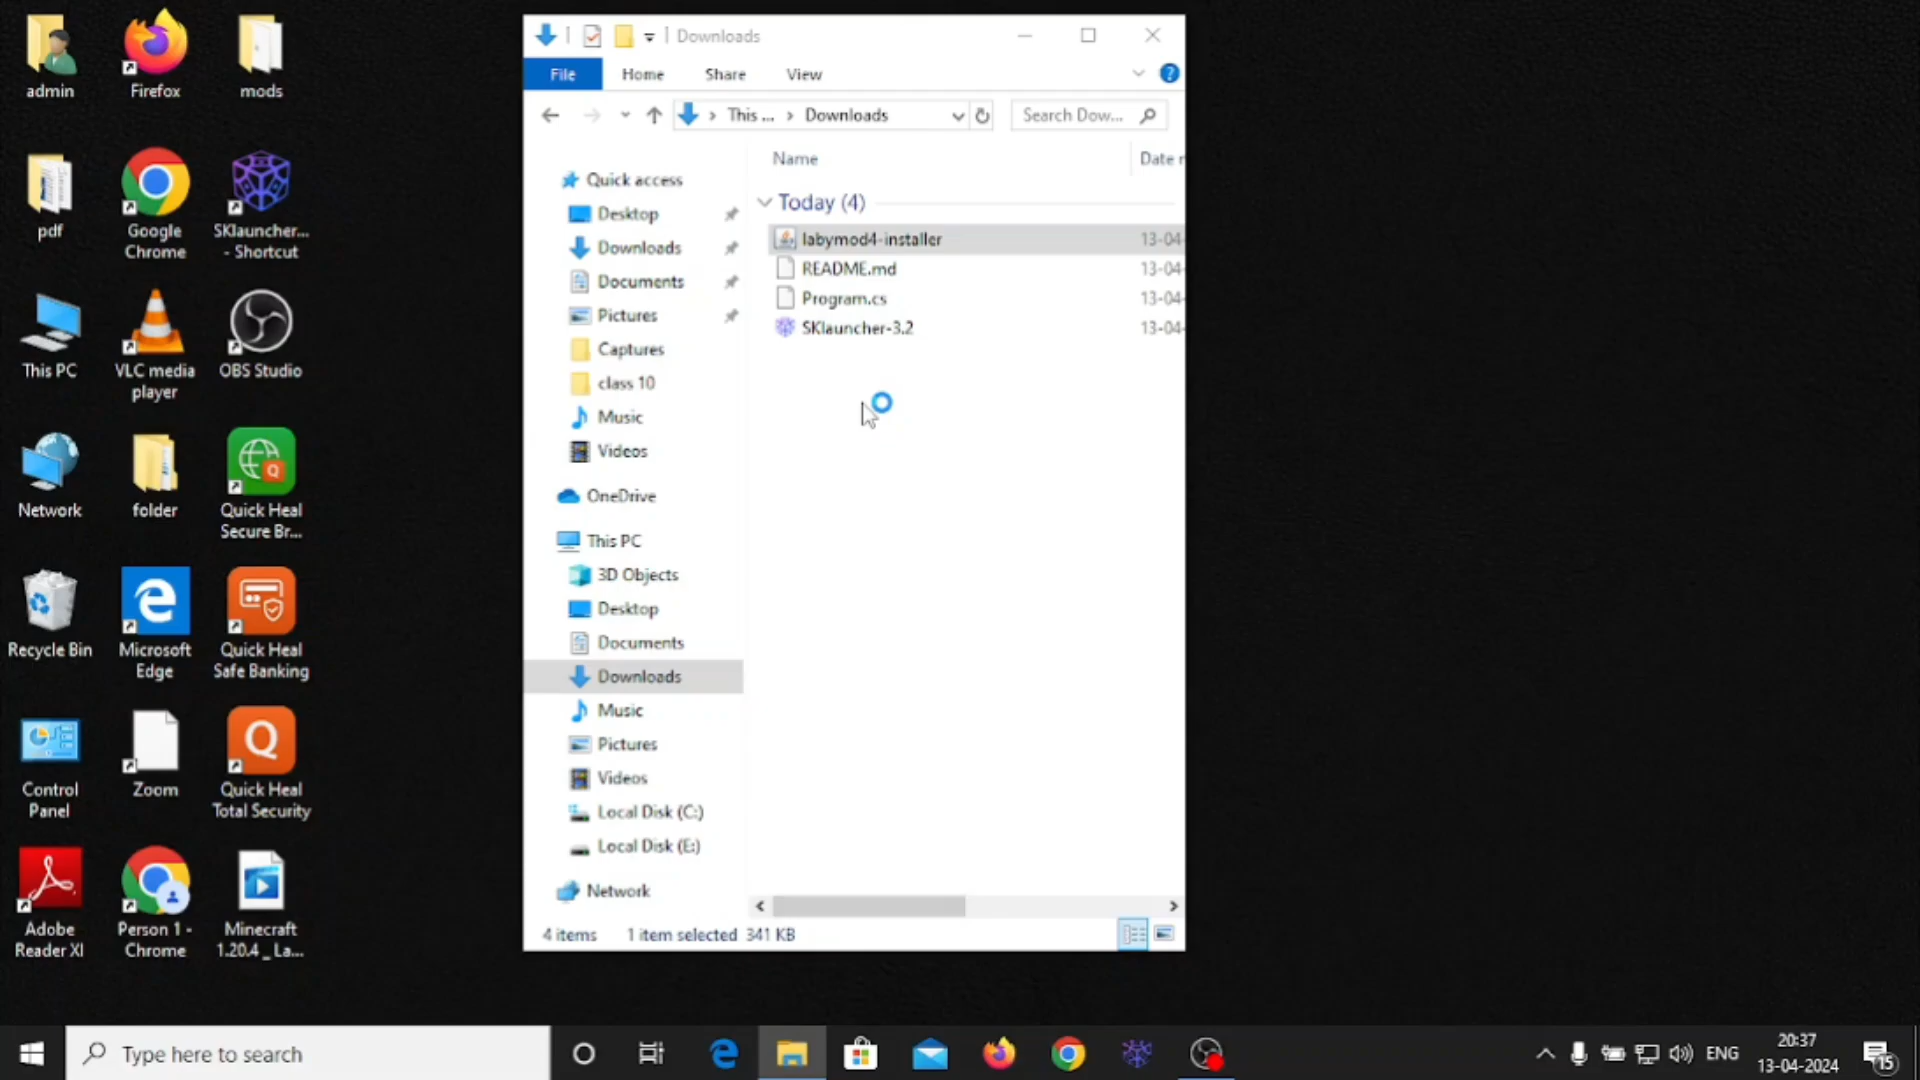 admin
Firefox
mods
pdf
Google
Chrome
SKlauncher...
- Shortcut
This PC
VLC media
player
OBS Studio
Network
folder
Quick Heal
Secure Br...
Recycle Bin
Microsoft
Edge
Quick Heal
Safe Banking
Control
Panel
Zoom
Quick Heal
Total Security
Adobe
Reader XI
Person 1 -
Chrome
Minecraft
1.20.4 _ La...
Downloads
File Home Share View
This ... > Downloads
Search Dow...
Quick access
Desktop
Downloads
Documents
Pictures
Captures
class 10
Music
Videos
OneDrive
This PC
3D Objects
Desktop
Documents
Downloads
Music
Pictures
Videos
Local Disk (C:)
Local Disk (E:)
Network
Name Date
Today (4)
labymod4-installer 13-04-
README.md 13-04-
Program.cs 13-04-
SKlauncher-3.2 13-04-
4 items 1 item selected 341 KB
Type here to search
ENG
20:37
13-04-2024
15